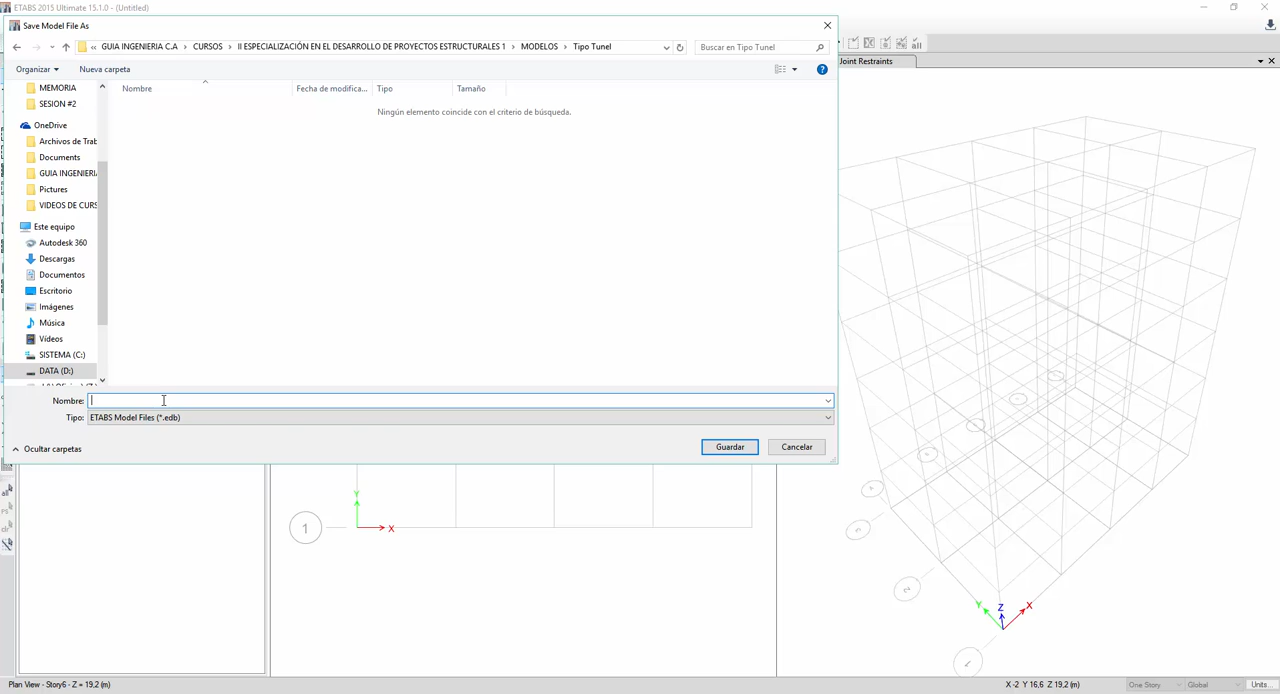 ETABS 2015 Ultimate 15.1.0 - (Untitled)
Save Model File As
« GUIA INGENIERIA C.A › CURSOS › II ESPECIALIZACIÓN EN EL DESARROLLO DE PROYECTOS ESTRUCTURALES 1 › MODELOS › Tipo Tunel
Buscar en Tipo Tunel
Organizar
Nueva carpeta
Joint Restraints
Nombre
Fecha de modifica...
Tipo
Tamaño
Ningún elemento coincide con el criterio de búsqueda.
MEMORIA
SESION #2
OneDrive
Archivos de Trab
Documents
GUIA INGENIERI
Pictures
VIDEOS DE CURS
Este equipo
Autodesk 360
Descargas
Documentos
Escritorio
Imágenes
Música
Vídeos
SISTEMA (C:)
DATA (D:)
Nombre:
Tipo: ETABS Model Files (*.edb)
Ocultar carpetas
Guardar
Cancelar
all
Y
X
1
Y
Z
X
Plan View - Story6 - Z = 19,2 (m)
X -2 Y 16,6 Z 19,2 (m)
One Story
Global
Units...